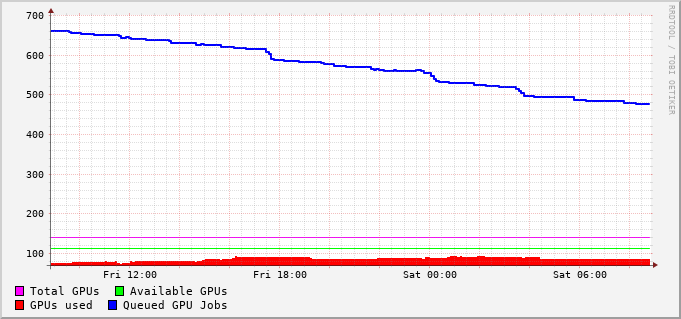 700
600
500
400
300
200
100
Fri 12:00 Fri 18:00 Sat 00:00 Sat 06:00
Total GPUs Available GPUs
GPUs used Queued GPU Jobs
RRDTOOL / TOBI OETIKER